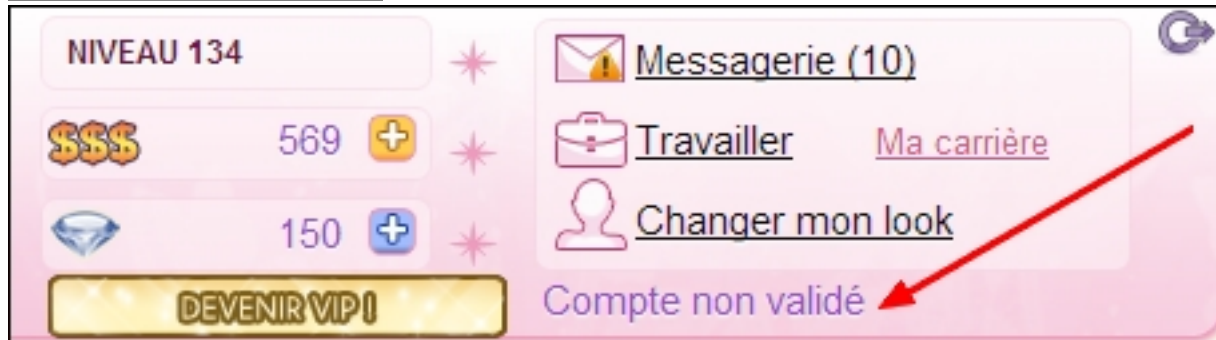 NIVEAU 134
$$$ 569
150
DEVENIR VIP !
Messagerie (10)
Travailler Ma carrière
Changer mon look
Compte non validé